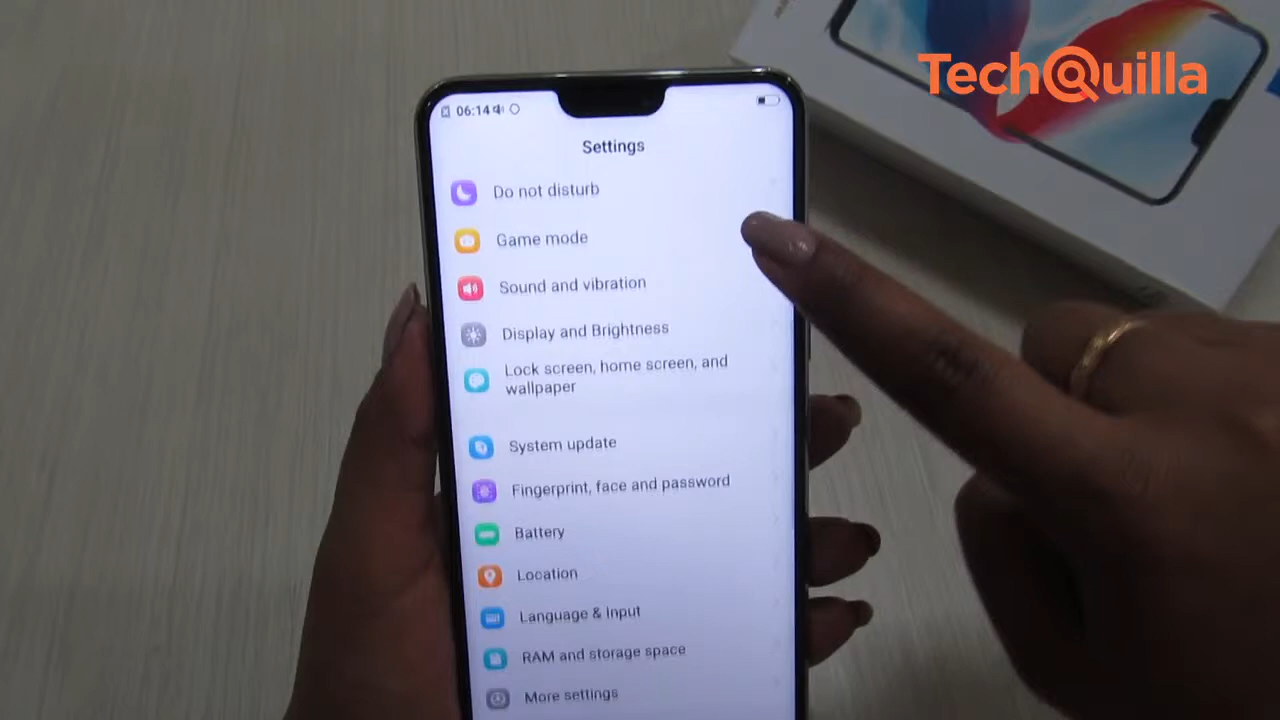 TechQuilla
06:14
Settings
Do not disturb
Game mode
Sound and vibration
Display and Brightness
Lock screen, home screen, and
wallpaper
System update
Fingerprint, face and password
Battery
Location
Language & Input
RAM and storage space
More settings